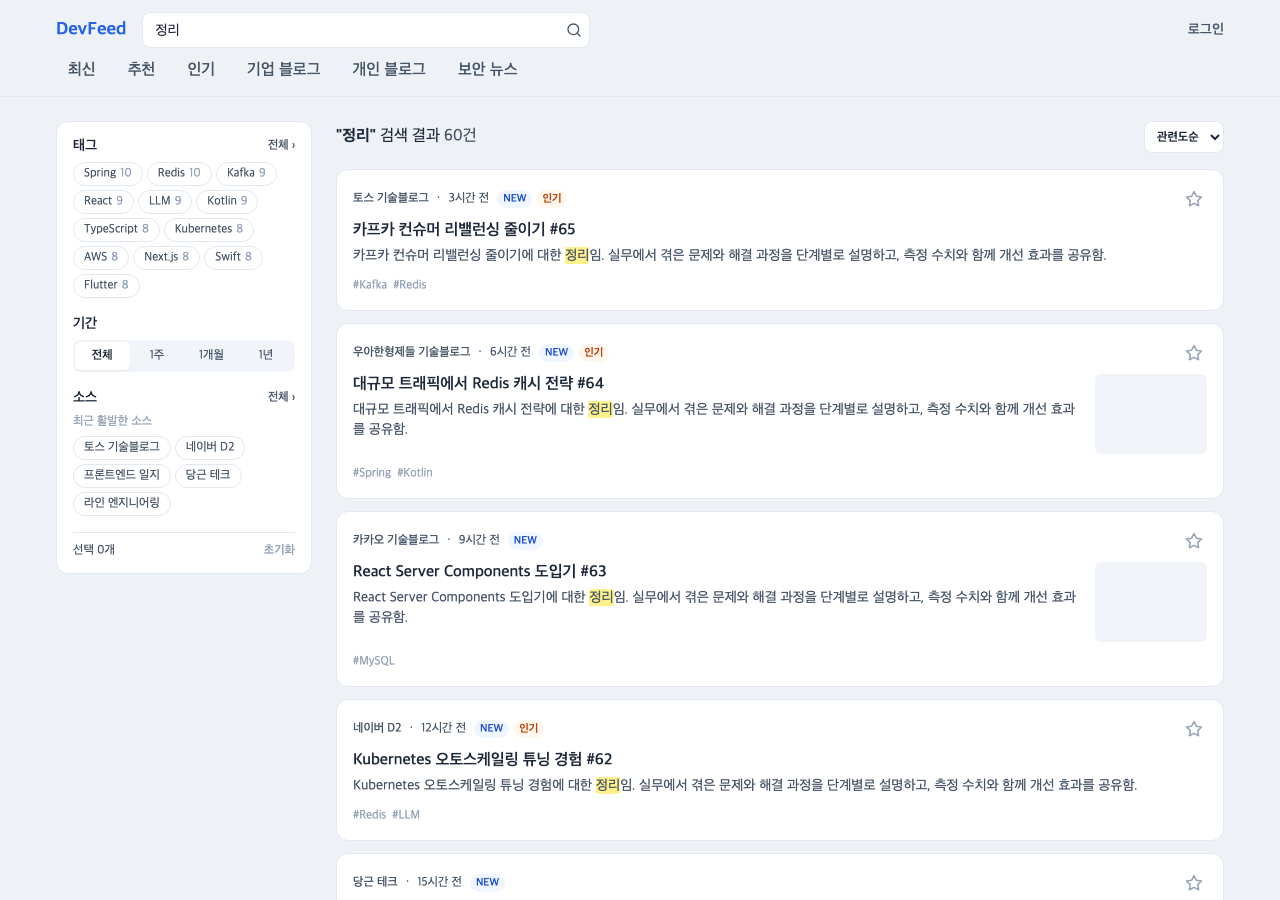 DevFeed 정리 로그인
최신 추천 인기 기업 블로그 개인 블로그 보안 뉴스
태그 전체 ›
Spring 10 Redis 10 Kafka 9
React 9 LLM 9 Kotlin 9
TypeScript 8 Kubernetes 8
AWS 8 Next.js 8 Swift 8
Flutter 8
기간
전체 1주 1개월 1년
소스 전체 ›
최근 활발한 소스
토스 기술블로그 네이버 D2
프론트엔드 일지 당근 테크
라인 엔지니어링
선택 0개 초기화
"정리" 검색 결과 60건 관련도순
토스 기술블로그 · 3시간 전 NEW 인기
카프카 컨슈머 리밸런싱 줄이기 #65
카프카 컨슈머 리밸런싱 줄이기에 대한 정리임. 실무에서 겪은 문제와 해결 과정을 단계별로 설명하고, 측정 수치와 함께 개선 효과를 공유함.
#Kafka #Redis
우아한형제들 기술블로그 · 6시간 전 NEW 인기
대규모 트래픽에서 Redis 캐시 전략 #64
대규모 트래픽에서 Redis 캐시 전략에 대한 정리임. 실무에서 겪은 문제와 해결 과정을 단계별로 설명하고, 측정 수치와 함께 개선 효과
를 공유함.
#Spring #Kotlin
카카오 기술블로그 · 9시간 전 NEW
React Server Components 도입기 #63
React Server Components 도입기에 대한 정리임. 실무에서 겪은 문제와 해결 과정을 단계별로 설명하고, 측정 수치와 함께 개선 효과
를 공유함.
#MySQL
네이버 D2 · 12시간 전 NEW 인기
Kubernetes 오토스케일링 튜닝 경험 #62
Kubernetes 오토스케일링 튜닝 경험에 대한 정리임. 실무에서 겪은 문제와 해결 과정을 단계별로 설명하고, 측정 수치와 함께 개선 효과를 공유함.
#Redis #LLM
당근 테크 · 15시간 전 NEW